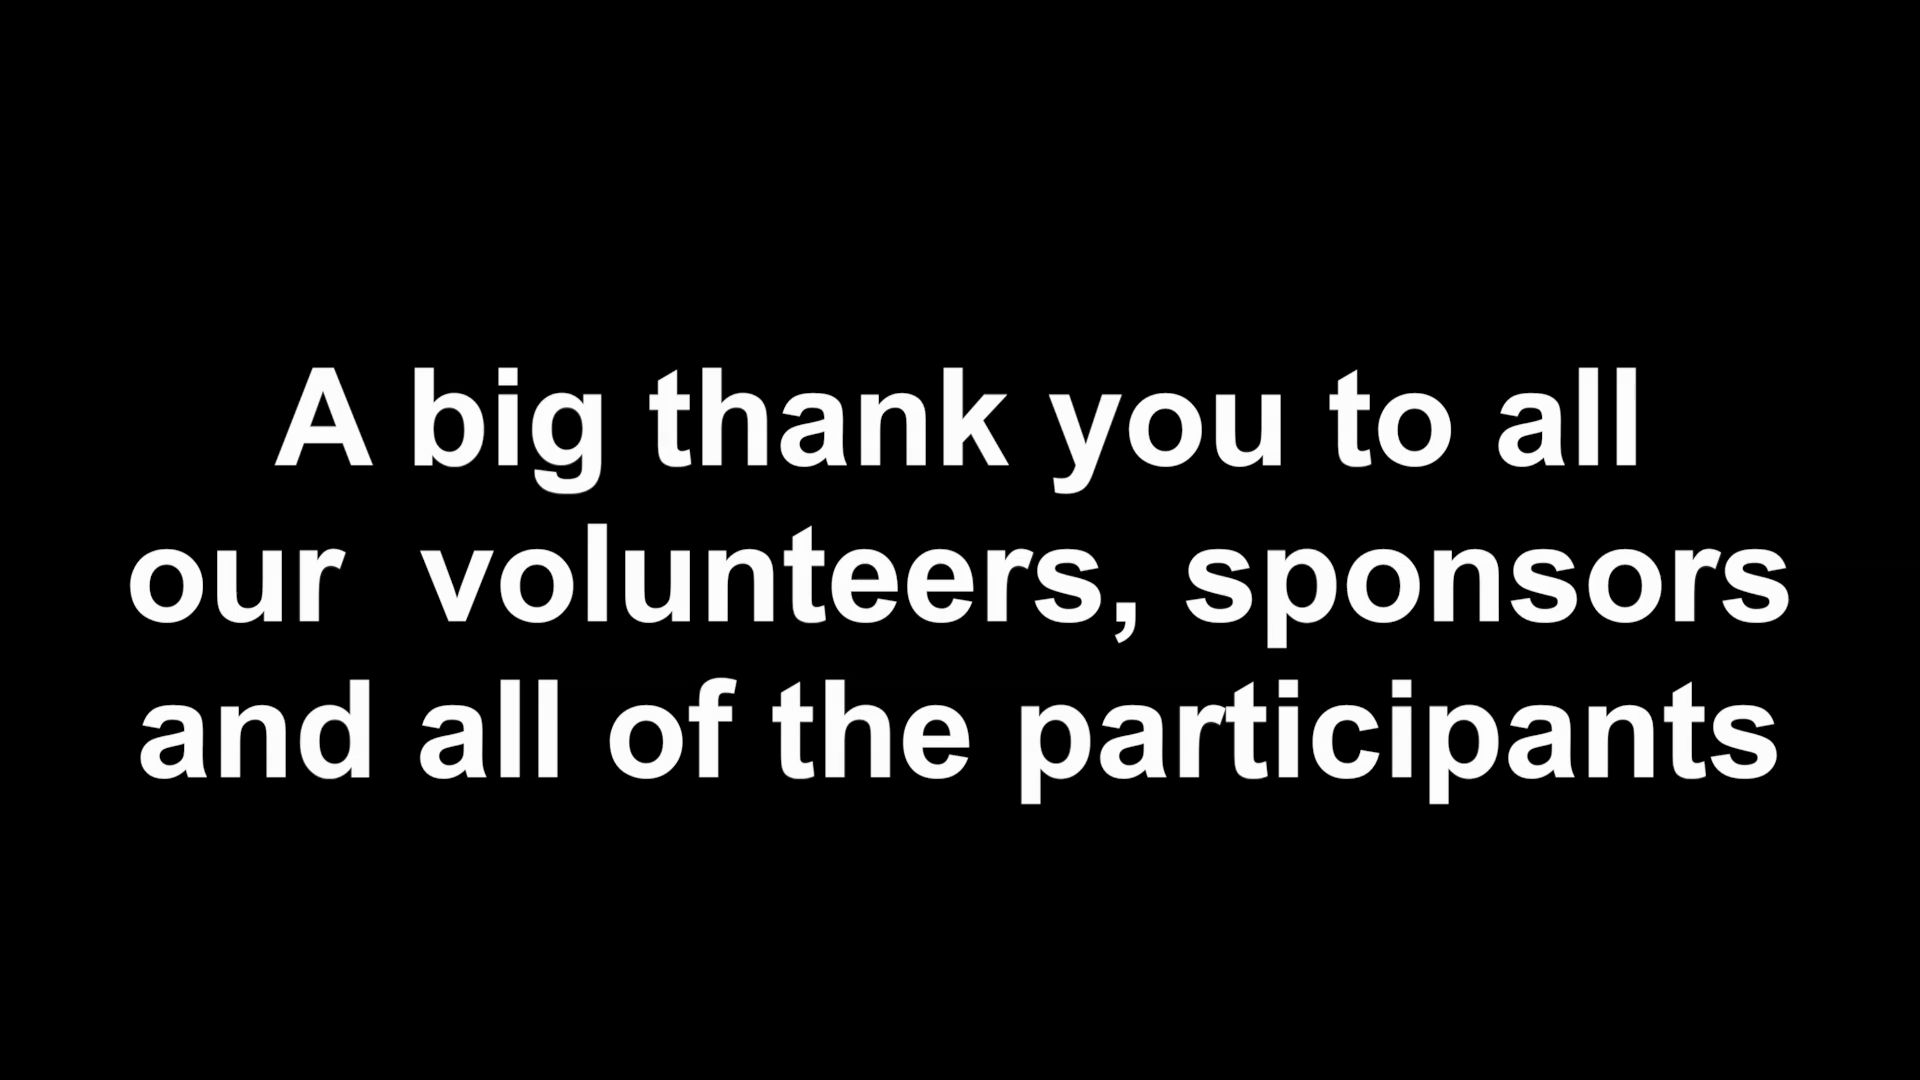 A big thank you to all
our  volunteers, sponsors
and all of the participants